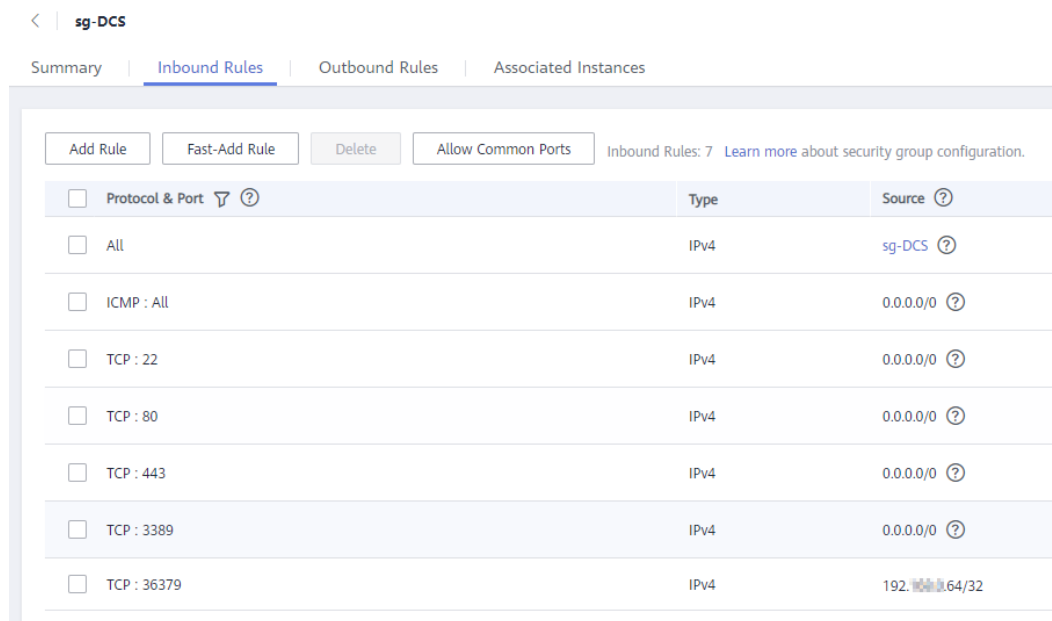 sg-DCS
Summary Inbound Rules Outbound Rules Associated Instances
Add Rule Fast-Add Rule Delete Allow Common Ports Inbound Rules: 7 Learn more about security group configuration.
Protocol & Port Type Source
All IPv4 sg-DCS
ICMP : All IPv4 0.0.0.0/0
TCP : 22 IPv4 0.0.0.0/0
TCP : 80 IPv4 0.0.0.0/0
TCP : 443 IPv4 0.0.0.0/0
TCP : 3389 IPv4 0.0.0.0/0
TCP : 36379 IPv4 192. .64/32